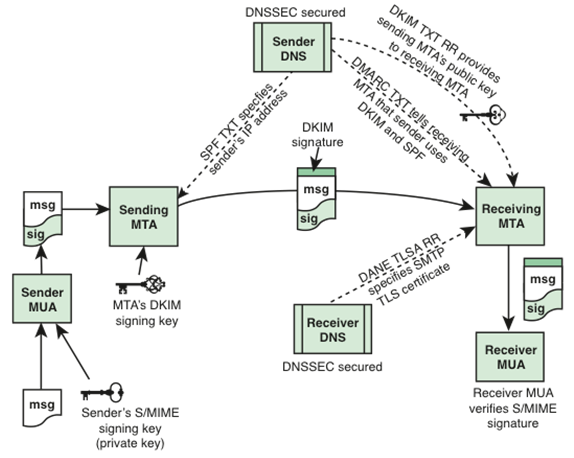 DNSSEC secured
Sender
DNS
DKIM TXT RR provides
sending MTA's public key
to receiving MTA
DMARC TXT tells receiving
MTA that sender uses
DKIM and SPF
SPF TXT specfies
sender's IP address
DKIM
signature
msg
sig
msg
sig
Sending
MTA
Receiving
MTA
DANE TLSA RR
specifies SMTP
TLS certificate
msg
sig
Sender
MUA
MTA's DKIM
signing key
Receiver
DNS
DNSSEC secured
Receiver
MUA
msg
Sender's S/MIME
signing key
(private key)
Receiver MUA
verifies S/MIME
signature